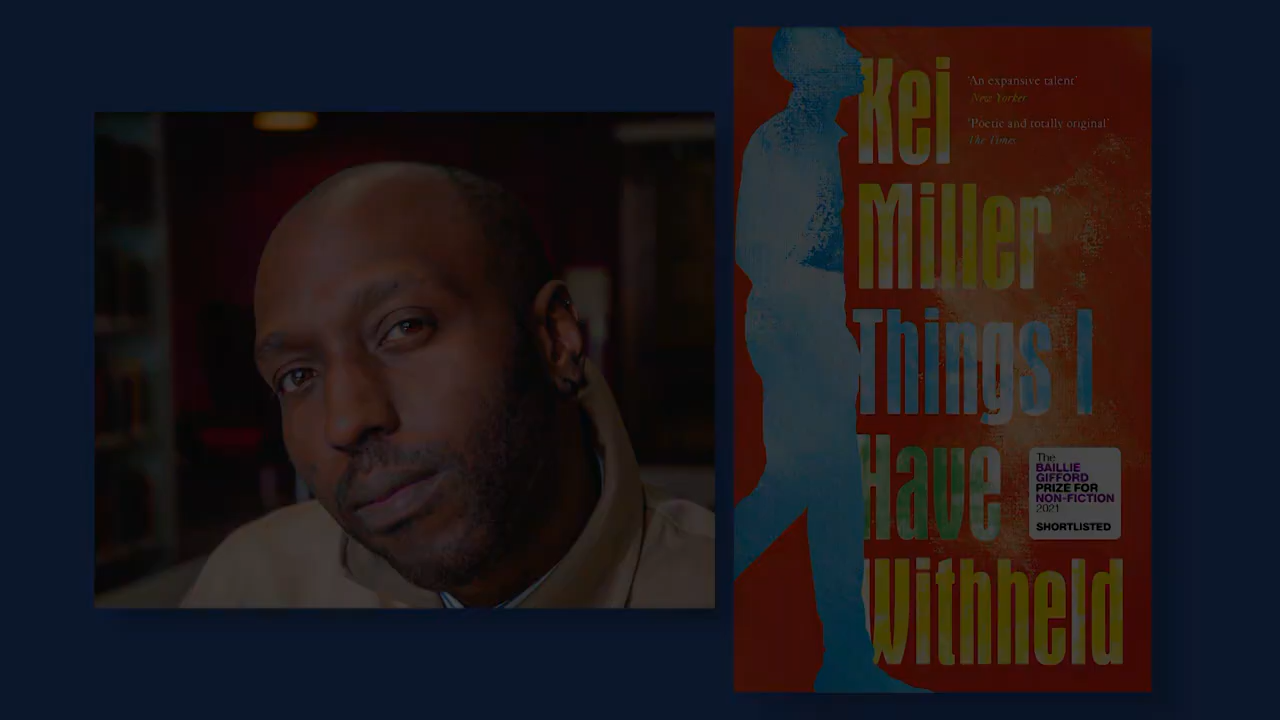 Kei
'An expansive talent'
New Yorker
'Poetic and totally original'
The Times
Miller
Things I
Have
The
BAILLIE
GIFFORD
PRIZE FOR
NON-FICTION
2021
SHORTLISTED
Withheld